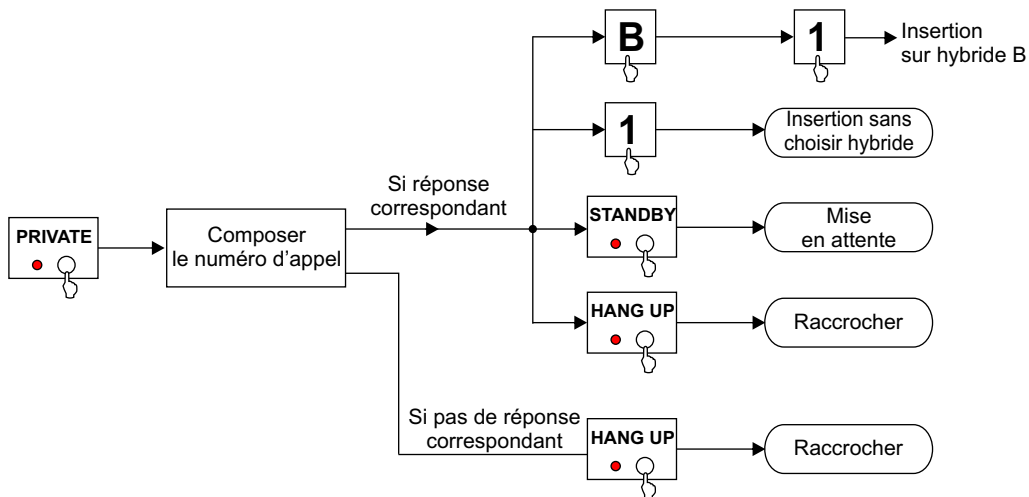 B
1
Insertion
sur hybride B
1
Insertion sans
choisir hybride
Si réponse
correspondant
STANDBY
Mise
en attente
PRIVATE
Composer
le numéro d’appel
HANG UP
Raccrocher
Si pas de réponse
correspondant
HANG UP
Raccrocher